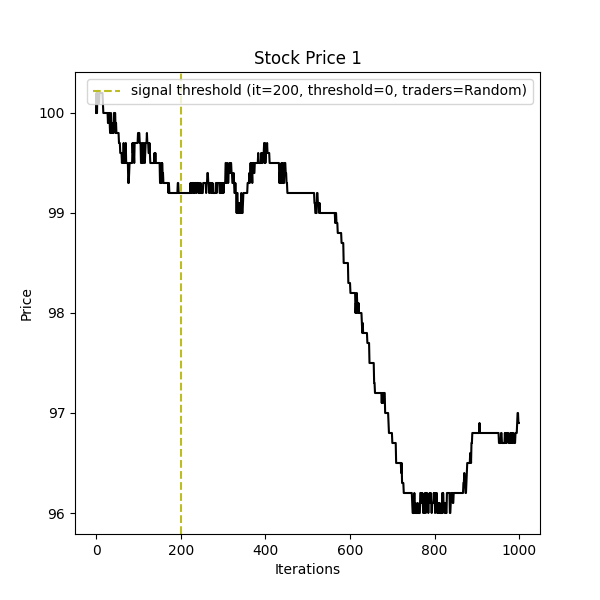 Stock Price 1
signal threshold (it=200, threshold=0, traders=Random)
100
99
98
97
96
Price
0 200 400 600 800 1000
Iterations